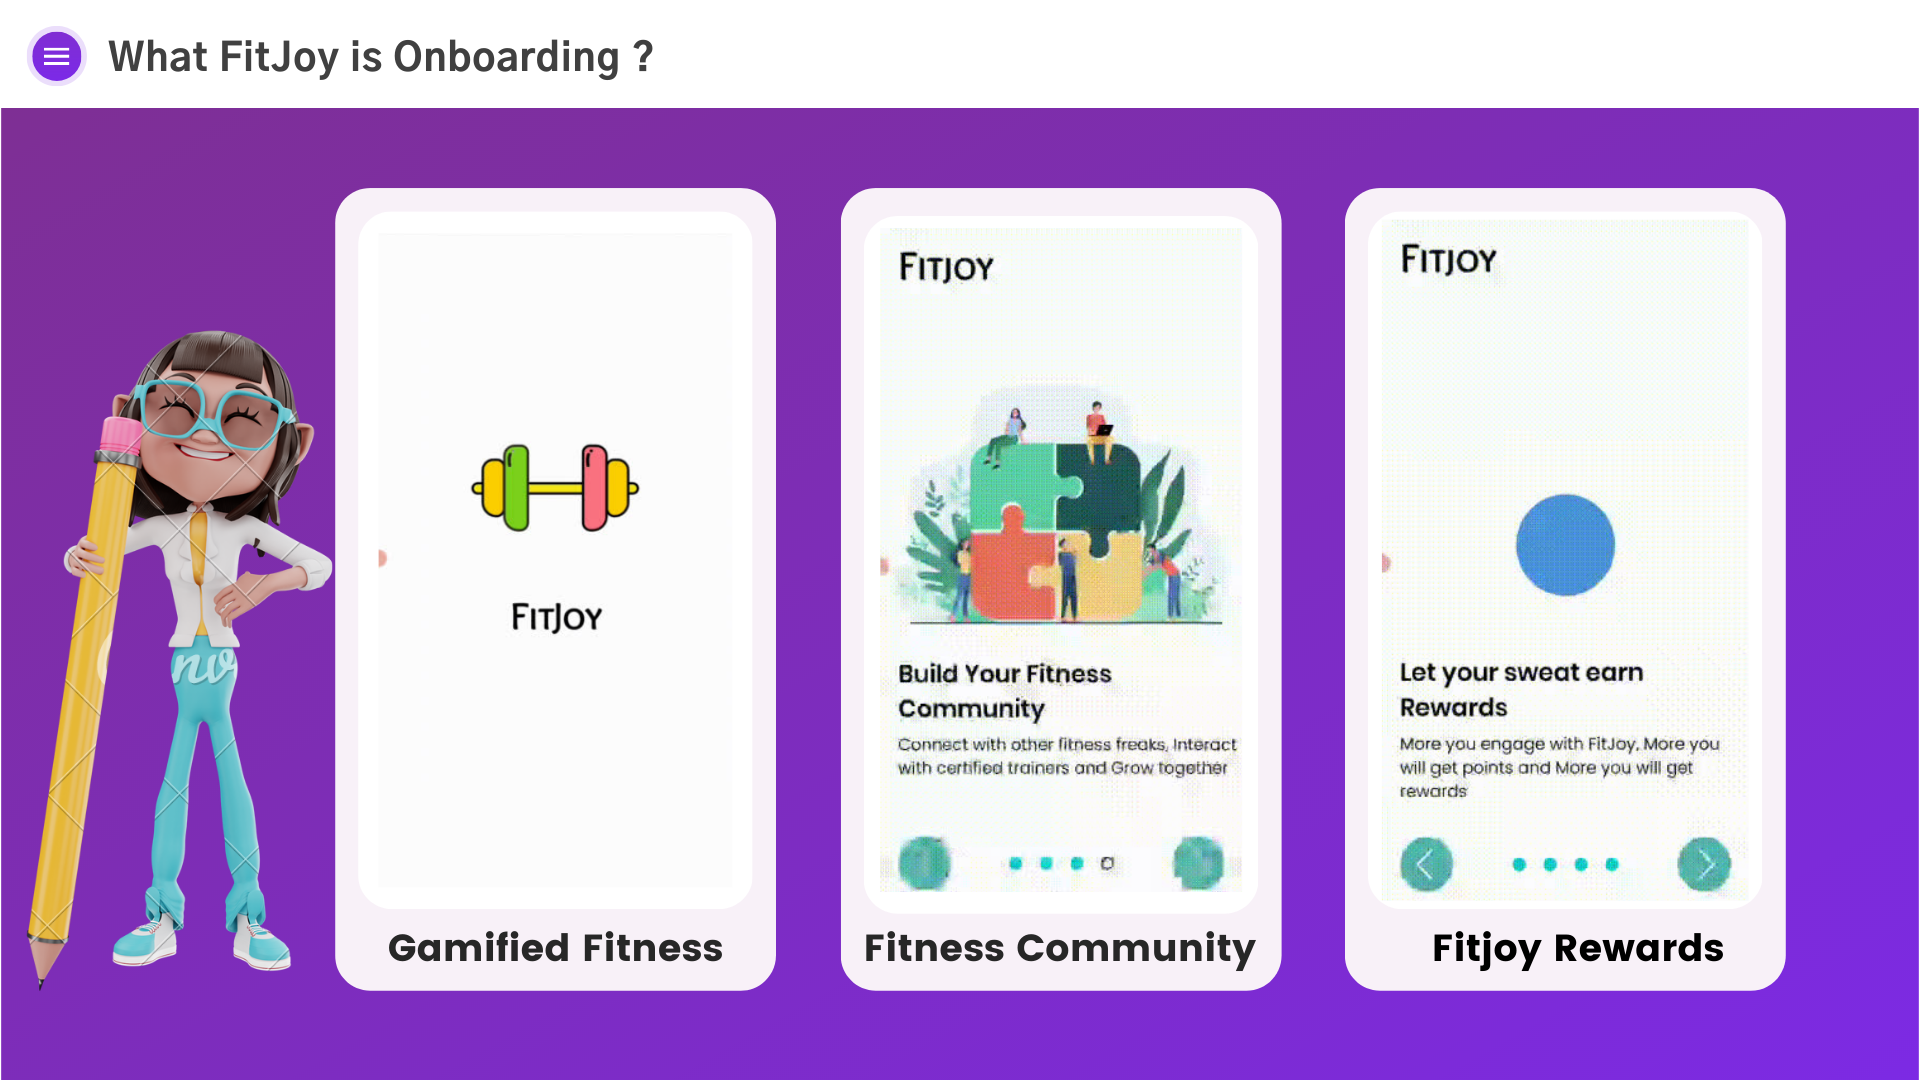 What FitJoy is Onboarding ?
FITJOY
Gamified Fitness
FITJOY
Build Your Fitness
Community
Connect with other fitness freaks, Interact
with certified trainers and Grow together
Fitness Community
FITJOY
Let your sweat earn
Rewards
More you engage with FitJoy, More you
will get points and More you will get
rewards
Fitjoy Rewards
nv